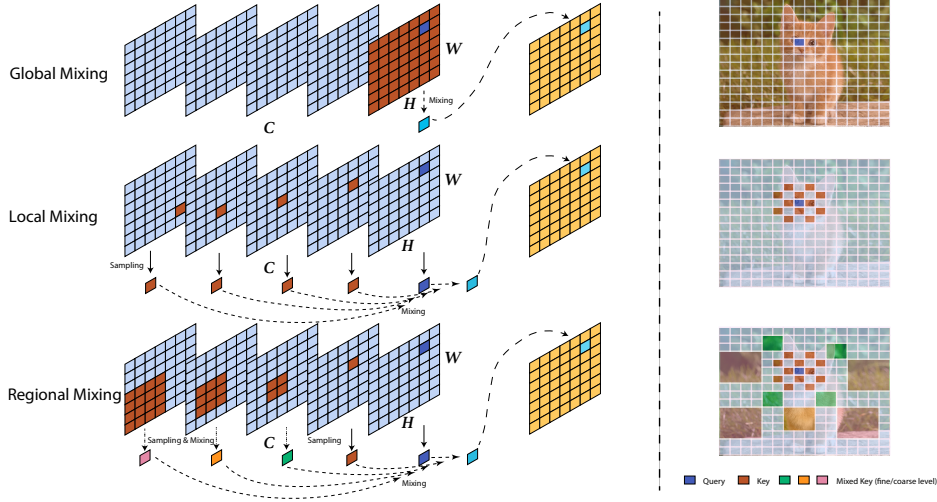 Global Mixing
W
H
Mixing
C
Local Mixing
W
H
Sampling
C
Mixing
Regional Mixing
W
H
Sampling & Mixing
C
Sampling
Mixing
Query
Key
Mixed Key (fine/coarse level)